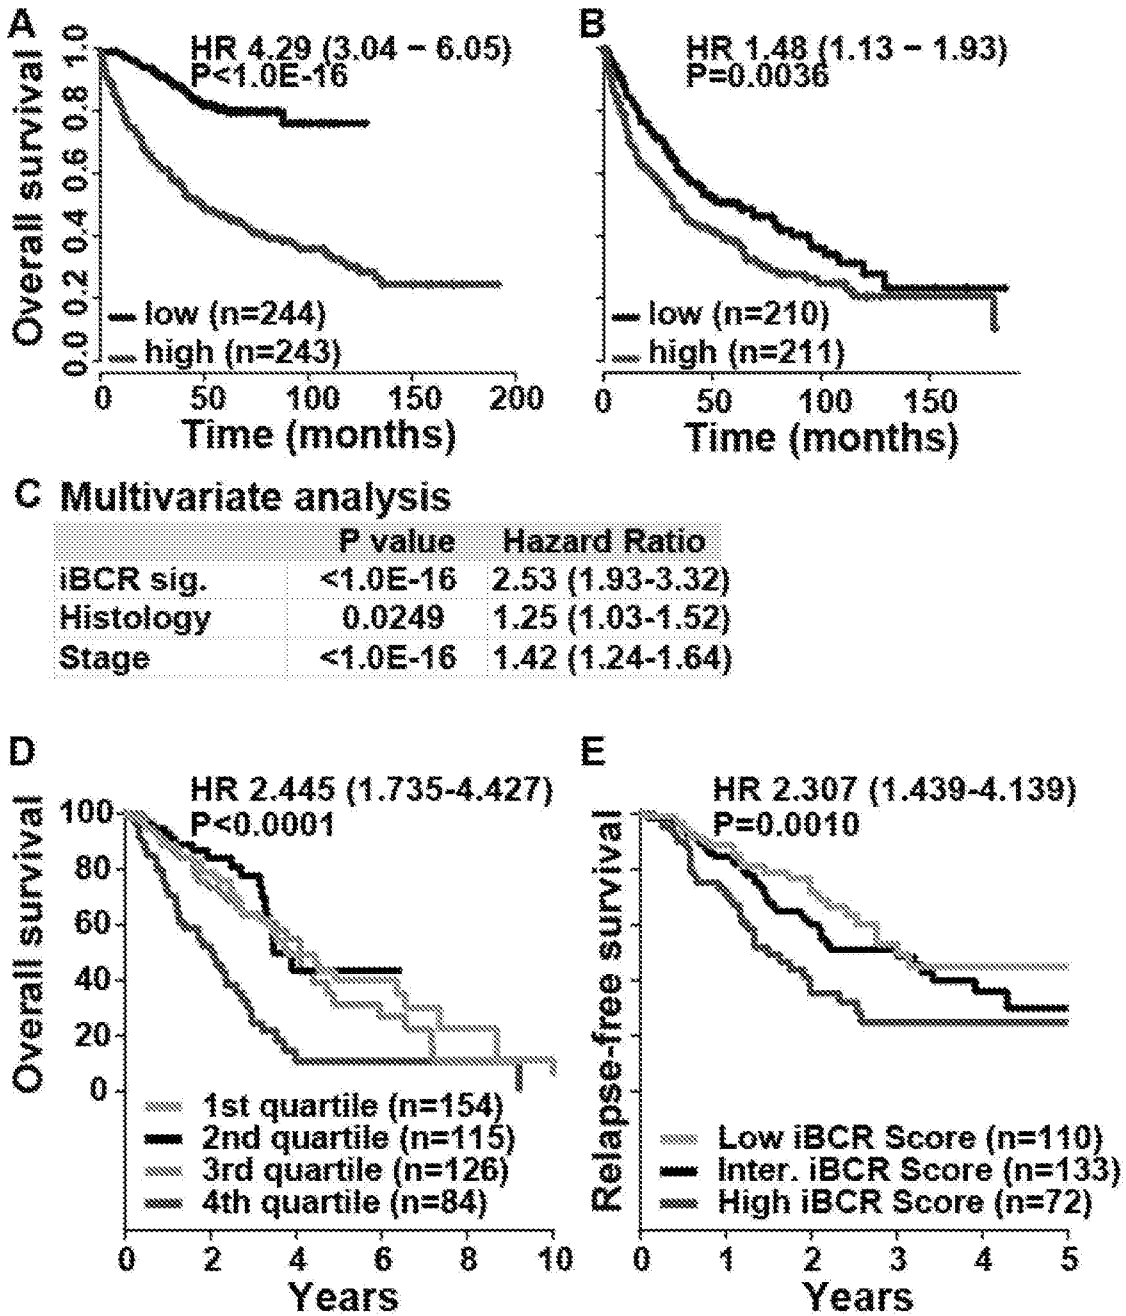 A
HR 4.29 (3.04 − 6.05)
P<1.0E-16
Overall survival
1.0
0.8
0.6
0.4
0.2
0.0
low (n=244)
high (n=243)
0 50 100 150 200
Time (months)
B
HR 1.48 (1.13 − 1.93)
P=0.0036
low (n=210)
high (n=211)
0 50 100 150
Time (months)
C Multivariate analysis
P value Hazard Ratio
iBCR sig. <1.0E-16 2.53 (1.93-3.32)
Histology 0.0249 1.25 (1.03-1.52)
Stage <1.0E-16 1.42 (1.24-1.64)
D
HR 2.445 (1.735-4.427)
P<0.0001
Overall survival
100
80
60
40
20
0
1st quartile (n=154)
2nd quartile (n=115)
3rd quartile (n=126)
4th quartile (n=84)
0 2 4 6 8 10
Years
E
HR 2.307 (1.439-4.139)
P=0.0010
Relapse-free survival
Low iBCR Score (n=110)
Inter. iBCR Score (n=133)
High iBCR Score (n=72)
0 1 2 3 4 5
Years